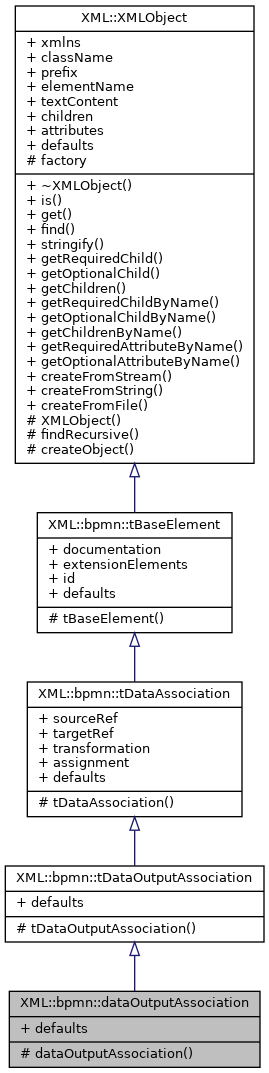 XML::XMLObject
+ xmlns
+ className
+ prefix
+ elementName
+ textContent
+ children
+ attributes
+ defaults
# factory
+ ~XMLObject()
+ is()
+ get()
+ find()
+ stringify()
+ getRequiredChild()
+ getOptionalChild()
+ getChildren()
+ getRequiredChildByName()
+ getOptionalChildByName()
+ getChildrenByName()
+ getRequiredAttributeByName()
+ getOptionalAttributeByName()
+ createFromStream()
+ createFromString()
+ createFromFile()
# XMLObject()
# findRecursive()
# createObject()
XML::bpmn::tBaseElement
+ documentation
+ extensionElements
+ id
+ defaults
# tBaseElement()
XML::bpmn::tDataAssociation
+ sourceRef
+ targetRef
+ transformation
+ assignment
+ defaults
# tDataAssociation()
XML::bpmn::tDataOutputAssociation
+ defaults
# tDataOutputAssociation()
XML::bpmn::dataOutputAssociation
+ defaults
# dataOutputAssociation()